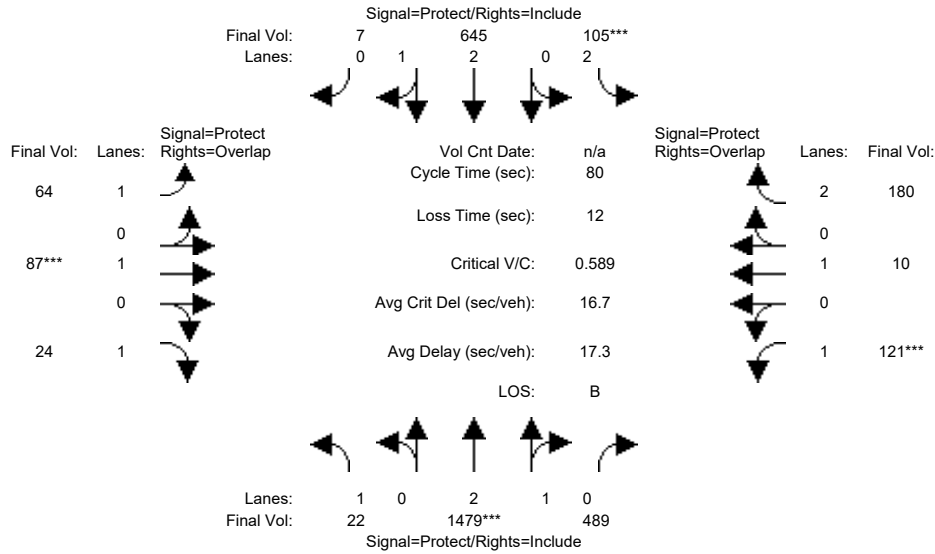 Signal=Protect/Rights=Include
Final Vol: 7 645 105***
Lanes: 0 1 2 0 2
Signal=Protect Signal=Protect
Final Vol: Lanes: Rights=Overlap Vol Cnt Date: n/a Rights=Overlap Lanes: Final Vol:
Cycle Time (sec): 80
64 1 2 180
Loss Time (sec): 12
0 0
87*** 1 Critical V/C: 0.589 1 10
0 Avg Crit Del (sec/veh): 16.7 0
24 1 Avg Delay (sec/veh): 17.3 1 121***
LOS: B
Lanes: 1 0 2 1 0
Final Vol: 22 1479*** 489
Signal=Protect/Rights=Include